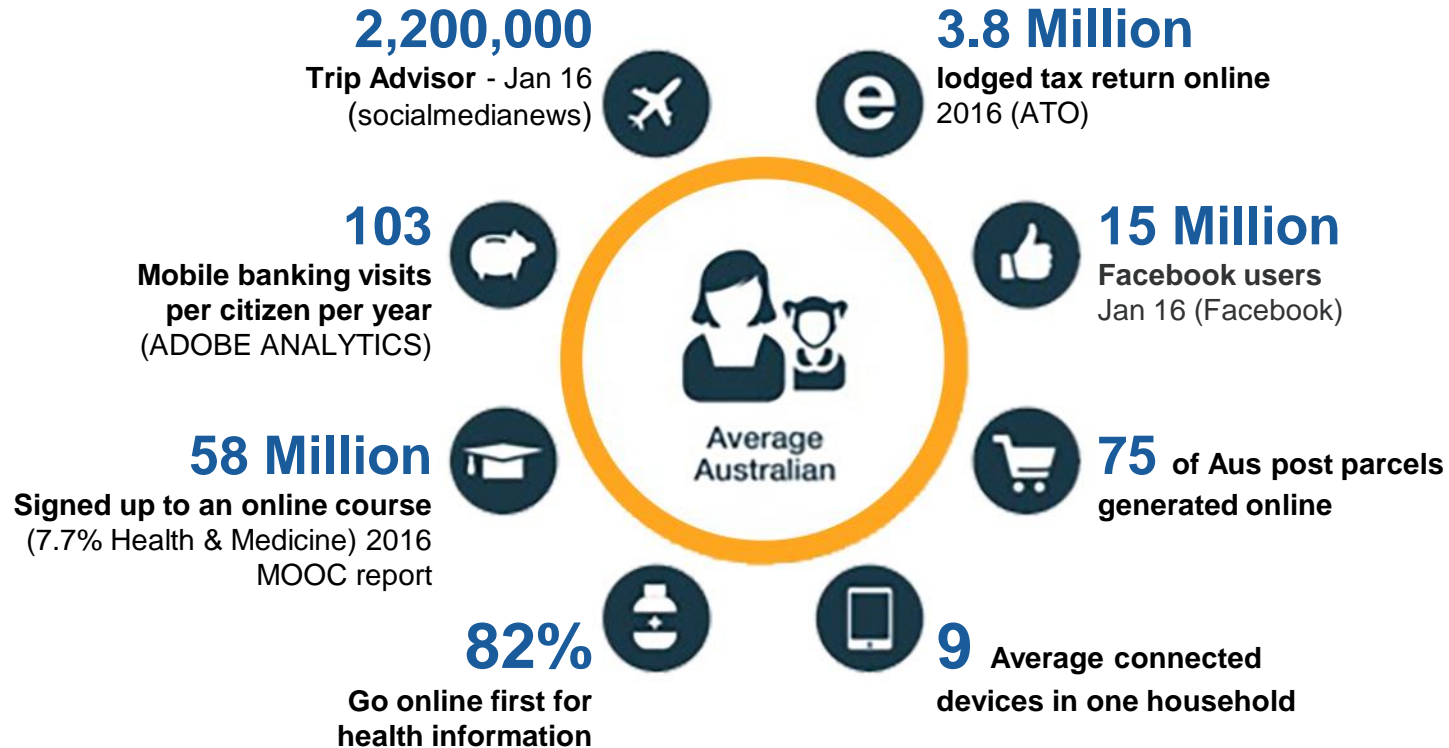 2,200,000
Trip Advisor - Jan 16
(socialmedianews)
3.8 Million
lodged tax return online
2016 (ATO)
103
Mobile banking visits
per citizen per year
(ADOBE ANALYTICS)
15 Million
Facebook users
Jan 16 (Facebook)
Average
Australian
58 Million
Signed up to an online course
(7.7% Health & Medicine) 2016
MOOC report
75 of Aus post parcels
generated online
82%
Go online first for
health information
9 Average connected
devices in one household